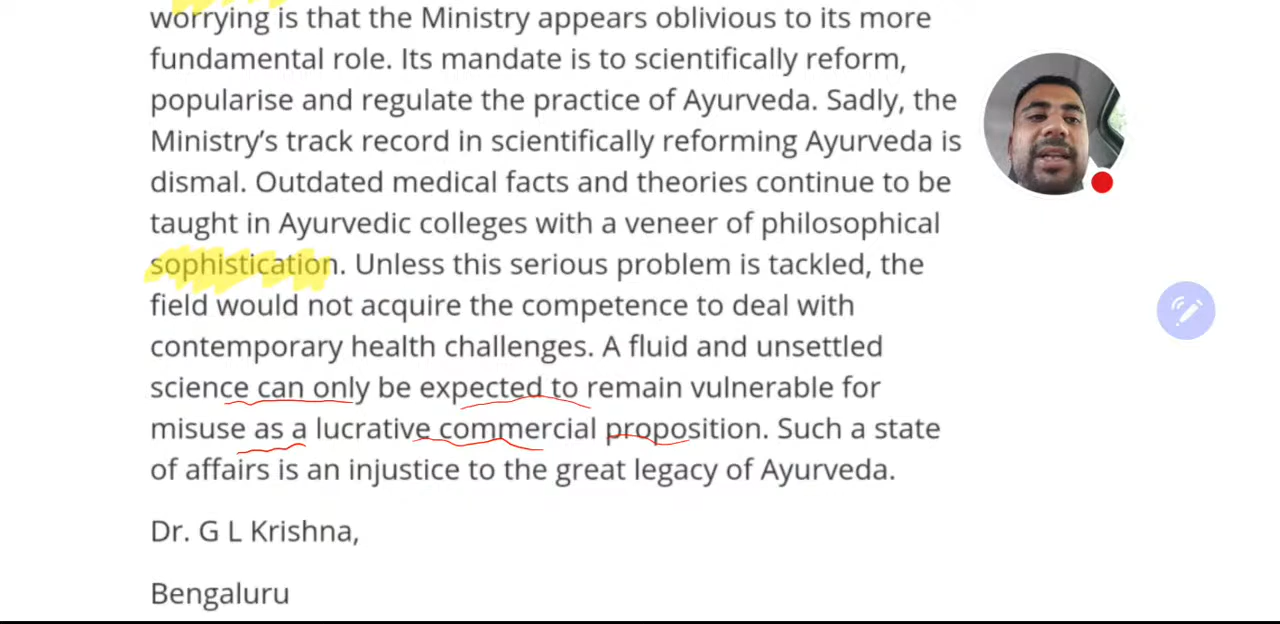 worrying is that the Ministry appears oblivious to its more
fundamental role. Its mandate is to scientifically reform,
popularise and regulate the practice of Ayurveda. Sadly, the
Ministry’s track record in scientifically reforming Ayurveda is
dismal. Outdated medical facts and theories continue to be
taught in Ayurvedic colleges with a veneer of philosophical
sophistication. Unless this serious problem is tackled, the
field would not acquire the competence to deal with
contemporary health challenges. A fluid and unsettled
science can only be expected to remain vulnerable for
misuse as a lucrative commercial proposition. Such a state
of affairs is an injustice to the great legacy of Ayurveda.
Dr. G L Krishna,
Bengaluru